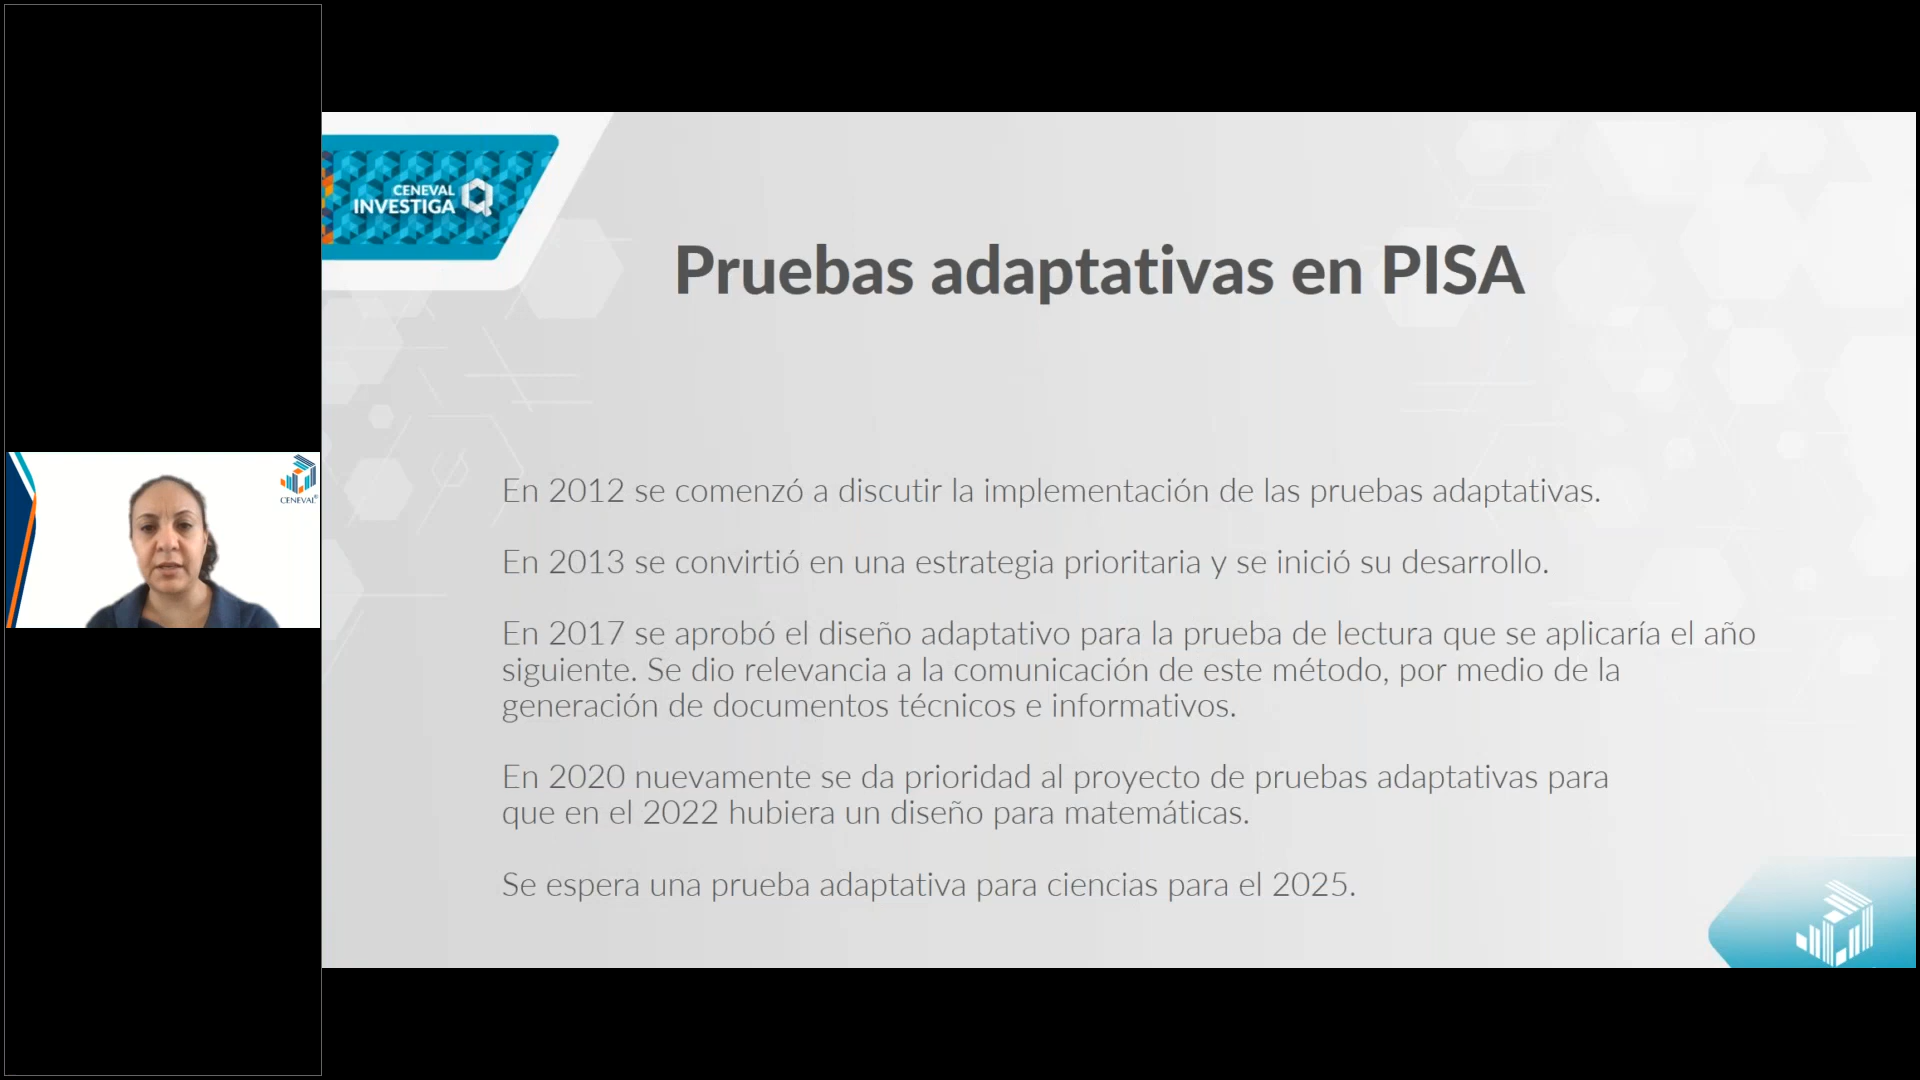 CENEVAL
INVESTIGA
Pruebas adaptativas en PISA
CENEVAL®
En 2012 se comenzó a discutir la implementación de las pruebas adaptativas.
En 2013 se convirtió en una estrategia prioritaria y se inició su desarrollo.
En 2017 se aprobó el diseño adaptativo para la prueba de lectura que se aplicaría el año
siguiente. Se dio relevancia a la comunicación de este método, por medio de la
generación de documentos técnicos e informativos.
En 2020 nuevamente se da prioridad al proyecto de pruebas adaptativas para
que en el 2022 hubiera un diseño para matemáticas.
Se espera una prueba adaptativa para ciencias para el 2025.